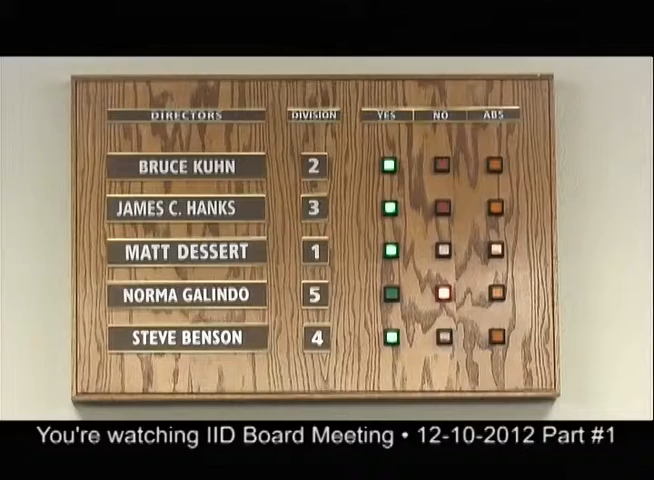 DIRECTORS DIVISION YES NO ABS
BRUCE KUHN 2
JAMES C. HANKS 3
MATT DESSERT 1
NORMA GALINDO 5
STEVE BENSON 4
You're watching IID Board Meeting • 12-10-2012 Part #1